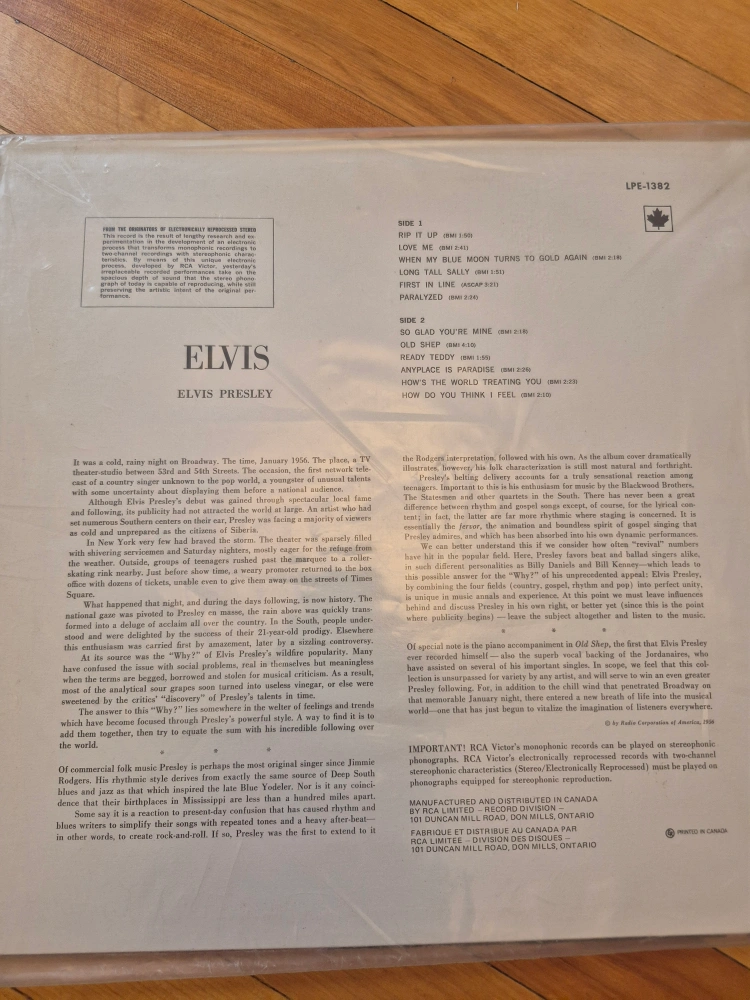 LPE-1382
FROM THE ORIGINATORS OF ELECTRONICALLY REPROCESSED STEREO
This record is the result of lengthy research and ex-
perimentation in the development of an electronic
process that transforms monophonic recordings to
two-channel recordings with stereophonic charac-
teristics. By means of this unique electronic
process, developed by RCA Victor, yesterday's
irreplaceable recorded performances take on the
spacious depth of sound that the stereo phono-
graph of today is capable of reproducing, while still
preserving the artistic intent of the original per-
formance.
ELVIS
ELVIS PRESLEY
SIDE 1
RIP IT UP (BMI 1:50)
LOVE ME (BMI 2:41)
WHEN MY BLUE MOON TURNS TO GOLD AGAIN (BMI 2:18)
LONG TALL SALLY (BMI 1:51)
FIRST IN LINE (ASCAP 3:21)
PARALYZED (BMI 2:24)
SIDE 2
SO GLAD YOU'RE MINE (BMI 2:18)
OLD SHEP (BMI 4:10)
READY TEDDY (BMI 1:55)
ANYPLACE IS PARADISE (BMI 2:26)
HOW'S THE WORLD TREATING YOU (BMI 2:23)
HOW DO YOU THINK I FEEL (BMI 2:10)
It was a cold, rainy night on Broadway. The time, January 1956. The place, a TV
theater-studio between 53rd and 54th Streets. The occasion, the first network tele-
cast of a country singer unknown to the pop world, a youngster of unusual talents
with some uncertainty about displaying them before a national audience.
Although Elvis Presley's debut was gained through spectacular local fame
and following, its publicity had not attracted the world at large. An artist who had
set numerous Southern centers on their ear, Presley was facing a majority of viewers
as cold and unprepared as the citizens of Siberia.
In New York very few had braved the storm. The theater was sparsely filled
with shivering servicemen and Saturday nighters, mostly eager for the refuge from
the weather. Outside, groups of teenagers rushed past the marquee to a roller-
skating rink nearby. Just before show time, a weary promoter returned to the box
office with dozens of tickets, unable even to give them away on the streets of Times
Square.
What happened that night, and during the days following, is now history. The
national gaze was pivoted to Presley en masse, the rain above was quickly trans-
formed into a deluge of acclaim all over the country. In the South, people under-
stood and were delighted by the success of their 21-year-old prodigy. Elsewhere
this enthusiasm was carried first by amazement, later by a sizzling controversy.
At its source was the "Why?" of Elvis Presley's wildfire popularity. Many
have confused the issue with social problems, real in themselves but meaningless
when the terms are begged, borrowed and stolen for musical criticism. As a result,
most of the analytical sour grapes soon turned into useless vinegar, or else were
sweetened by the critics' "discovery" of Presley's talents in time.
The answer to this "Why?" lies somewhere in the welter of feelings and trends
which have become focused through Presley's powerful style. A way to find it is to
add them together, then try to equate the sum with his incredible following over
the world.
* * *
Of commercial folk music Presley is perhaps the most original singer since Jimmie
Rodgers. His rhythmic style derives from exactly the same source of Deep South
blues and jazz as that which inspired the late Blue Yodeler. Nor is it any coinci-
dence that their birthplaces in Mississippi are less than a hundred miles apart.
Some say it is a reaction to present-day confusion that has caused rhythm and
blues writers to simplify their songs with repeated tones and a heavy after-beat—
in other words, to create rock-and-roll. If so, Presley was the first to extend to it
the Rodgers interpretation, followed with his own. As the album cover dramatically
illustrates, however, his folk characterization is still most natural and forthright.
Presley's belting delivery accounts for a truly sensational reaction among
teenagers. Important to this is his enthusiasm for music by the Blackwood Brothers,
The Statesmen and other quartets in the South. There has never been a great
difference between rhythm and gospel songs except, of course, for the lyrical con-
tent; in fact, the latter are far more rhythmic where staging is concerned. It is
essentially the fervor, the animation and boundless spirit of gospel singing that
Presley admires, and which has been absorbed into his own dynamic performances.
We can better understand this if we consider how often "revival" numbers
have hit in the popular field. Here, Presley favors beat and ballad singers alike,
in such different personalities as Billy Daniels and Bill Kenney—which leads to
this possible answer for the "Why?" of his unprecedented appeal: Elvis Presley,
by combining the four fields (country, gospel, rhythm and pop) into perfect unity,
is unique in music annals and experience. At this point we must leave influences
behind and discuss Presley in his own right, or better yet (since this is the point
where publicity begins) — leave the subject altogether and listen to the music.
* * *
Of special note is the piano accompaniment in Old Shep, the first that Elvis Presley
ever recorded himself — also the superb vocal backing of the Jordanaires, who
have assisted on several of his important singles. In scope, we feel that this col-
lection is unsurpassed for variety by any artist, and will serve to win an even greater
Presley following. For, in addition to the chill wind that penetrated Broadway on
that memorable January night, there entered a new breath of life into the musical
world—one that has just begun to vitalize the imagination of listeners everywhere.
© by Radio Corporation of America, 1956
IMPORTANT! RCA Victor's monophonic records can be played on stereophonic
phonographs. RCA Victor's electronically reprocessed records with two-channel
stereophonic characteristics (Stereo/Electronically Reprocessed) must be played on
phonographs equipped for stereophonic reproduction.
MANUFACTURED AND DISTRIBUTED IN CANADA
BY RCA LIMITED — RECORD DIVISION —
101 DUNCAN MILL ROAD, DON MILLS, ONTARIO
FABRIQUE ET DISTRIBUE AU CANADA PAR
RCA LIMITEE — DIVISION DES DISQUES —
101 DUNCAN MILL ROAD, DON MILLS, ONTARIO
PRINTED IN CANADA